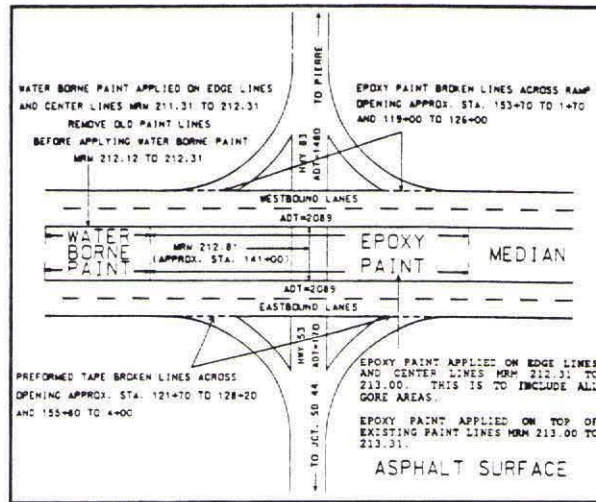 TO PIERRE
HWY 83
ADT=1480
WATER BORNE PAINT APPLIED ON EDGE LINES
AND CENTER LINES MRM 211.31 TO 212.31
REMOVE OLD PAINT LINES
BEFORE APPLYING WATER BORNE PAINT
MRM 212.12 TO 212.31
EPOXY PAINT BROKEN LINES ACROSS RAMP
OPENING APPROX. STA. 153+70 TO 1+70
AND 119+00 TO 126+00
WESTBOUND LANES
ADT=2089
WATER
BORNE
PAINT
MRM 212.81
(APPROX. STA. 141+00)
EPOXY
PAINT
MEDIAN
ADT=2089
EASTBOUND LANES
HWY 53
ADT=170
TO JCT. SD 44
PREFORMED TAPE BROKEN LINES ACROSS
OPENING APPROX. STA. 121+70 TO 128+20
AND 155+60 TO 4+00
EPOXY PAINT APPLIED ON EDGE LINES
AND CENTER LINES MRM 212.31 TO
213.00. THIS IS TO INCLUDE ALL
GORE AREAS.
EPOXY PAINT APPLIED ON TOP OF
EXISTING PAINT LINES MRM 213.00 TO
213.31.
ASPHALT SURFACE